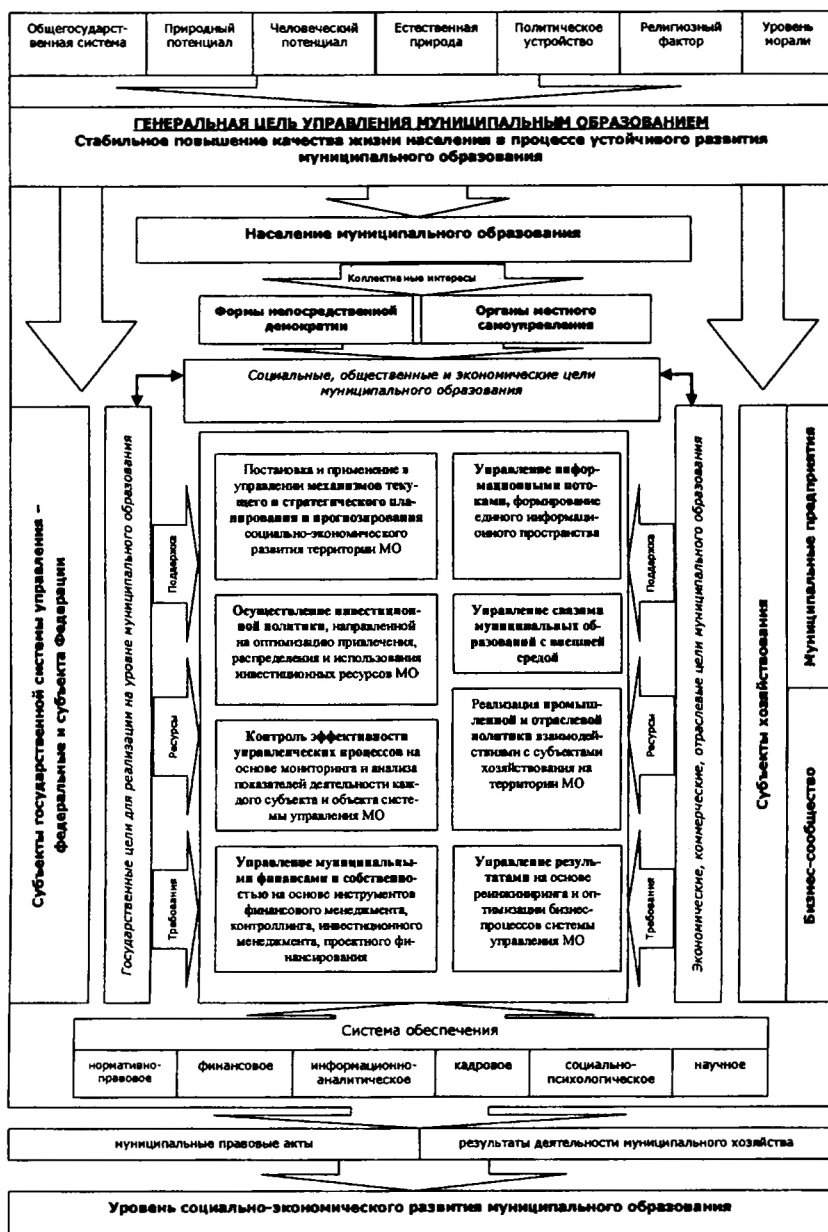 Общегосударст-
венная система
Природный
потенциал
Человеческий
потенциал
Естественная
природа
Политическое
устройство
Религиозный
фактор
Уровень
морали
ГЕНЕРАЛЬНАЯ ЦЕЛЬ УПРАВЛЕНИЯ МУНИЦИПАЛЬНЫМ ОБРАЗОВАНИЕМ
Стабильное повышение качества жизни населения в процессе устойчивого развития
муниципального образования
Население муниципального образования
Коллективные интересы
Формы непосредственной
демократии
Органы местного
самоуправления
Социальные, общественные и экономические цели
муниципального образования
Субъекты государственной системы управления –
федеральные и субъекта Федерации
Государственные цели для реализации на уровне муниципального образования
Поддержка
Ресурсы
Требования
Постановка и применение в
управлении механизмов теку-
щего и стратегического пла-
нирования и прогнозирования
социально-экономического
развития территории МО
Осуществление инвестицион-
ной политики, направленной
на оптимизацию привлечения,
распределения и использования
инвестиционных ресурсов МО
Контроль эффективности
управленческих процессов на
основе мониторинга и анализа
показателей деятельности каж-
дого субъекта и объекта систе-
мы управления МО
Управление муниципальны-
ми финансами и собствен-
ностью на основе инструментов
финансового менеджмента,
контроллинга, инвестиционного
менеджмента, проектного фи-
нансирования
Управление инфор-
мационными пото-
ками, формирование
единого информаци-
онного пространства
Управление связями
муниципальных об-
разований с внешней
средой
Реализация промыш-
ленной и отраслевой
политики взаимодей-
ствиями с субъектами
хозяйствования на
территории МО
Управление резуль-
татами на основе
реинжиниринга и оп-
тимизации бизнес-
процессов системы
управления МО
Поддержка
Ресурсы
Требования
Экономические, коммерческие, отраслевые цели муниципального образования
Субъекты хозяйствования
Муниципальные предприятия
Бизнес-сообщество
Система обеспечения
нормативно-
правовое
финансовое
информационно-
аналитическое
кадровое
социально-
психологическое
научное
муниципальные правовые акты
результаты деятельности муниципального хозяйства
Уровень социально-экономического развития муниципального образования